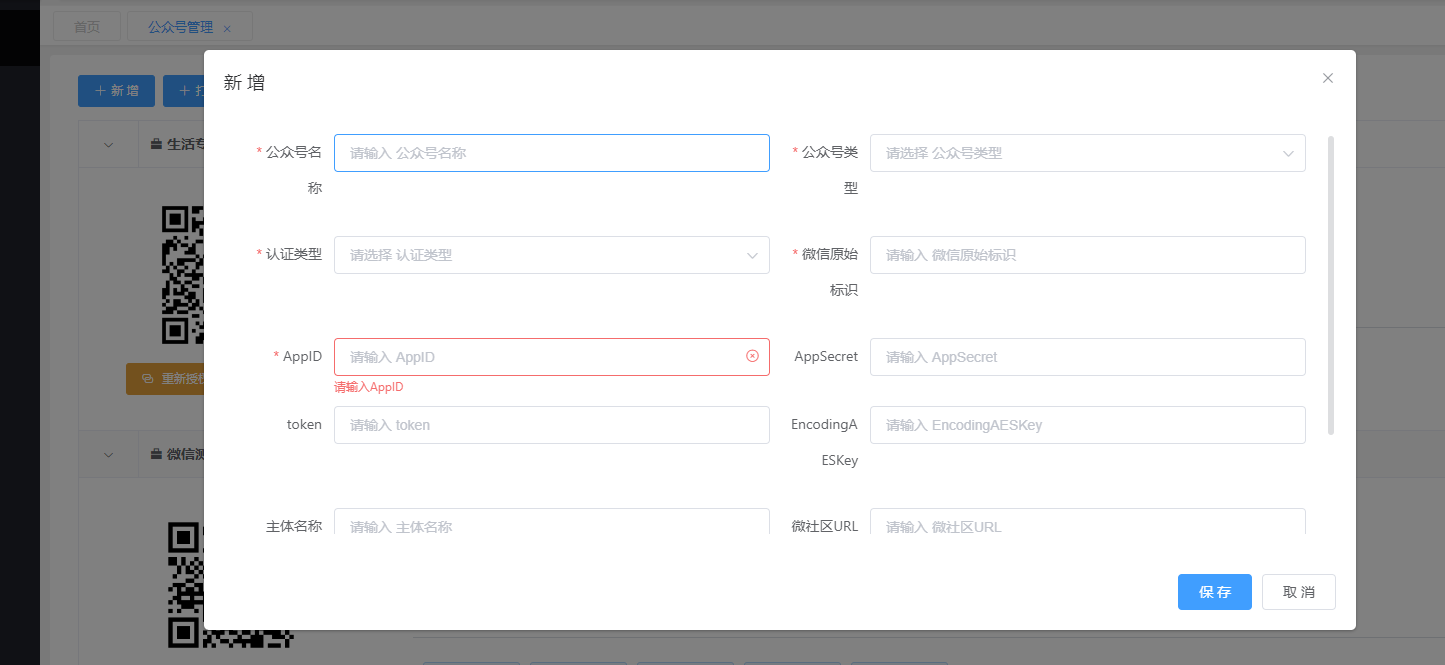 首页
公众号管理 ×
+ 新 增
+
新 增
生活专
* 公众号名称
请输入 公众号名称
* 公众号类型
请选择 公众号类型
* 认证类型
请选择 认证类型
* 微信原始标识
请输入 微信原始标识
* AppID
请输入 AppID
AppSecret
请输入 AppSecret
请输入AppID
重新授权
token
请输入 token
EncodingAESKey
请输入 EncodingAESKey
微信测
主体名称
请输入 主体名称
微社区URL
请输入 微社区URL
保 存
取 消